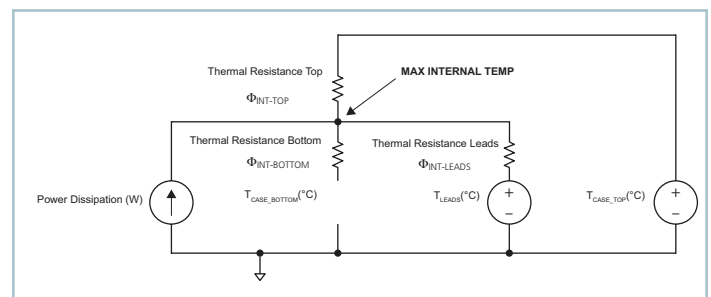 Thermal Resistance Top
MAX INTERNAL TEMP
ΦINT-TOP
Thermal Resistance Bottom
Thermal Resistance Leads
ΦINT-BOTTOM
ΦINT-LEADS
Power Dissipation (W)
TCASE_BOTTOM(°C)
TLEADS(°C)
+
–
TCASE_TOP(°C)
+
–